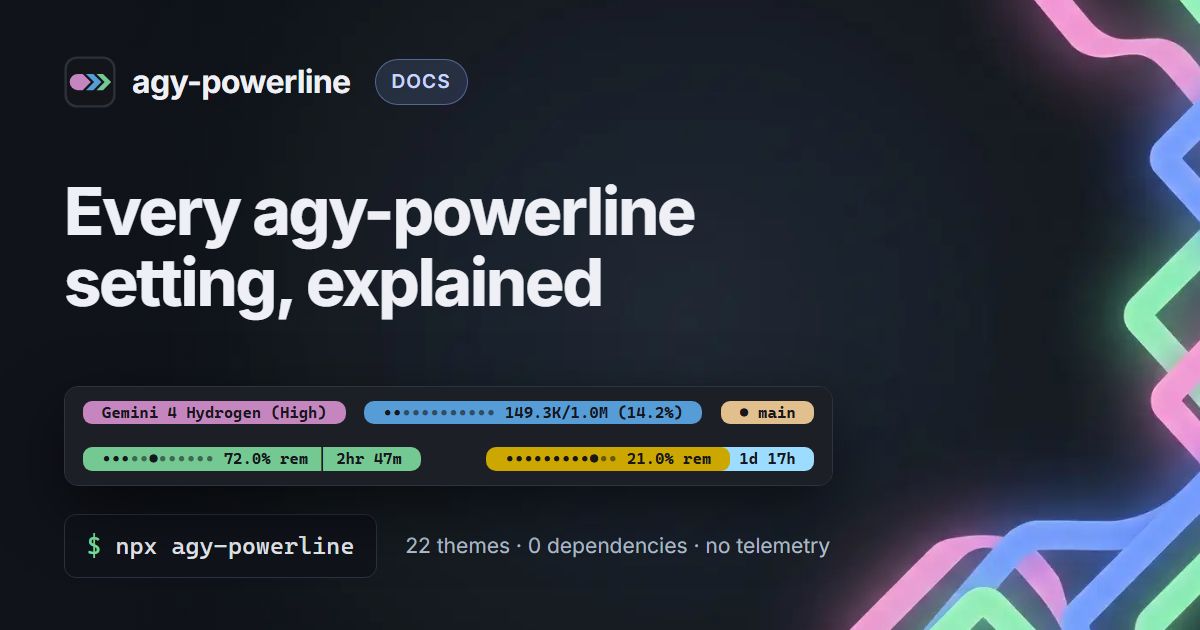 agy-powerline DOCS
Every agy-powerline
setting, explained
Gemini 4 Hydrogen (High) 149.3K/1.0M (14.2%) ● main
72.0% rem 2hr 47m 21.0% rem 1d 17h
$ npx agy-powerline 22 themes · 0 dependencies · no telemetry